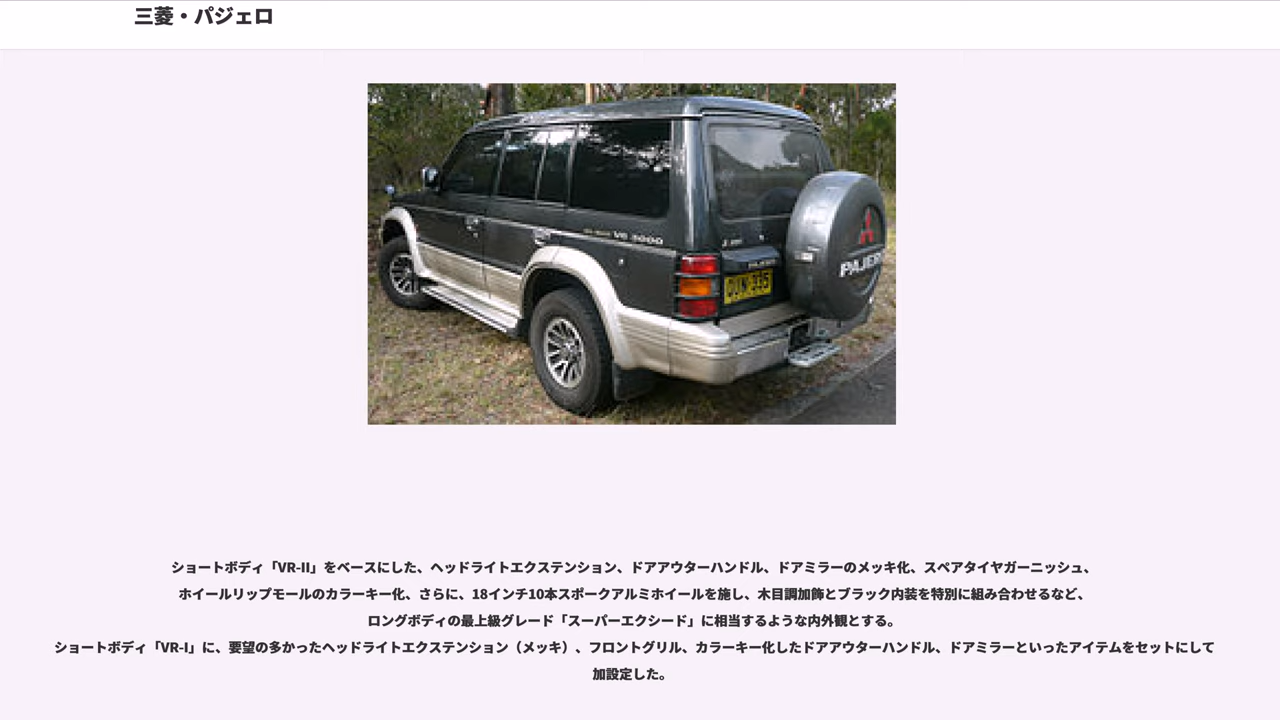 三菱・パジェロ
V6 3000
PAJERO
ショートボディ「VR-II」をベースにした、ヘッドライトエクステンション、ドアアウターハンドル、ドアミラーのメッキ化、スペアタイヤガーニッシュ、
ホイールリップモールのカラーキー化、さらに、18インチ10本スポークアルミホイールを施し、木目調加飾とブラック内装を特別に組み合わせるなど、
ロングボディの最上級グレード「スーパーエクシード」に相当するような内外観とする。
ショートボディ「VR-I」に、要望の多かったヘッドライトエクステンション（メッキ）、フロントグリル、カラーキー化したドアアウターハンドル、ドアミラーといったアイテムをセットにして
加設定した。